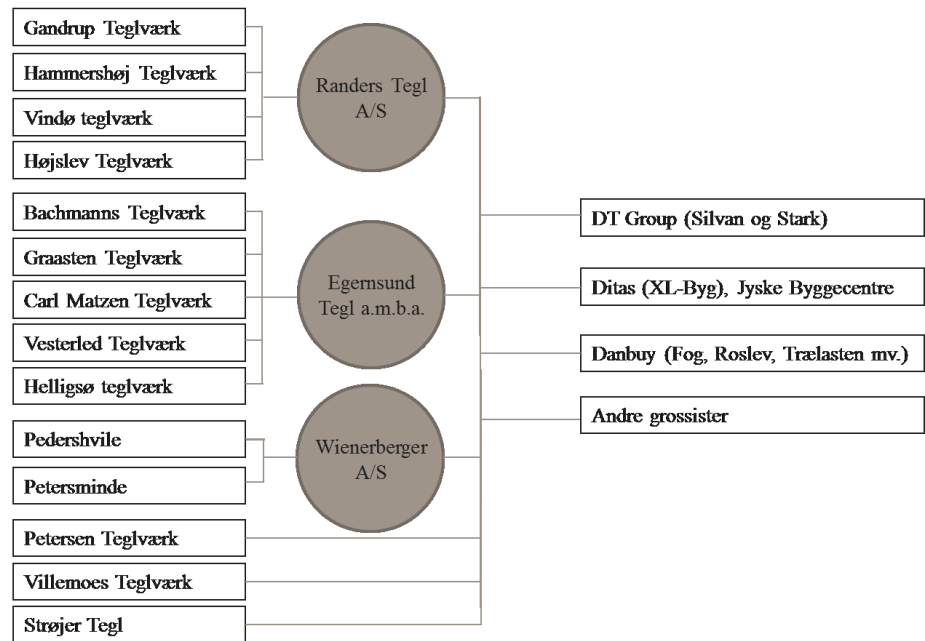 Gandrup Teglværk
Hammershøj Teglværk
Vindø teglværk
Højslev Teglværk
Randers Tegl
A/S
Bachmanns Teglværk
Graasten Teglværk
Carl Matzen Teglværk
Vesterled Teglværk
Helligsø teglværk
Egernsund
Tegl a.m.b.a.
Pedershvile
Petersminde
Wienerberger
A/S
Petersen Teglværk
Villemoes Teglværk
Strøjer Tegl
DT Group (Silvan og Stark)
Ditas (XL-Byg), Jyske Byggecentre
Danbuy (Fog, Roslev, Trælasten mv.)
Andre grossister